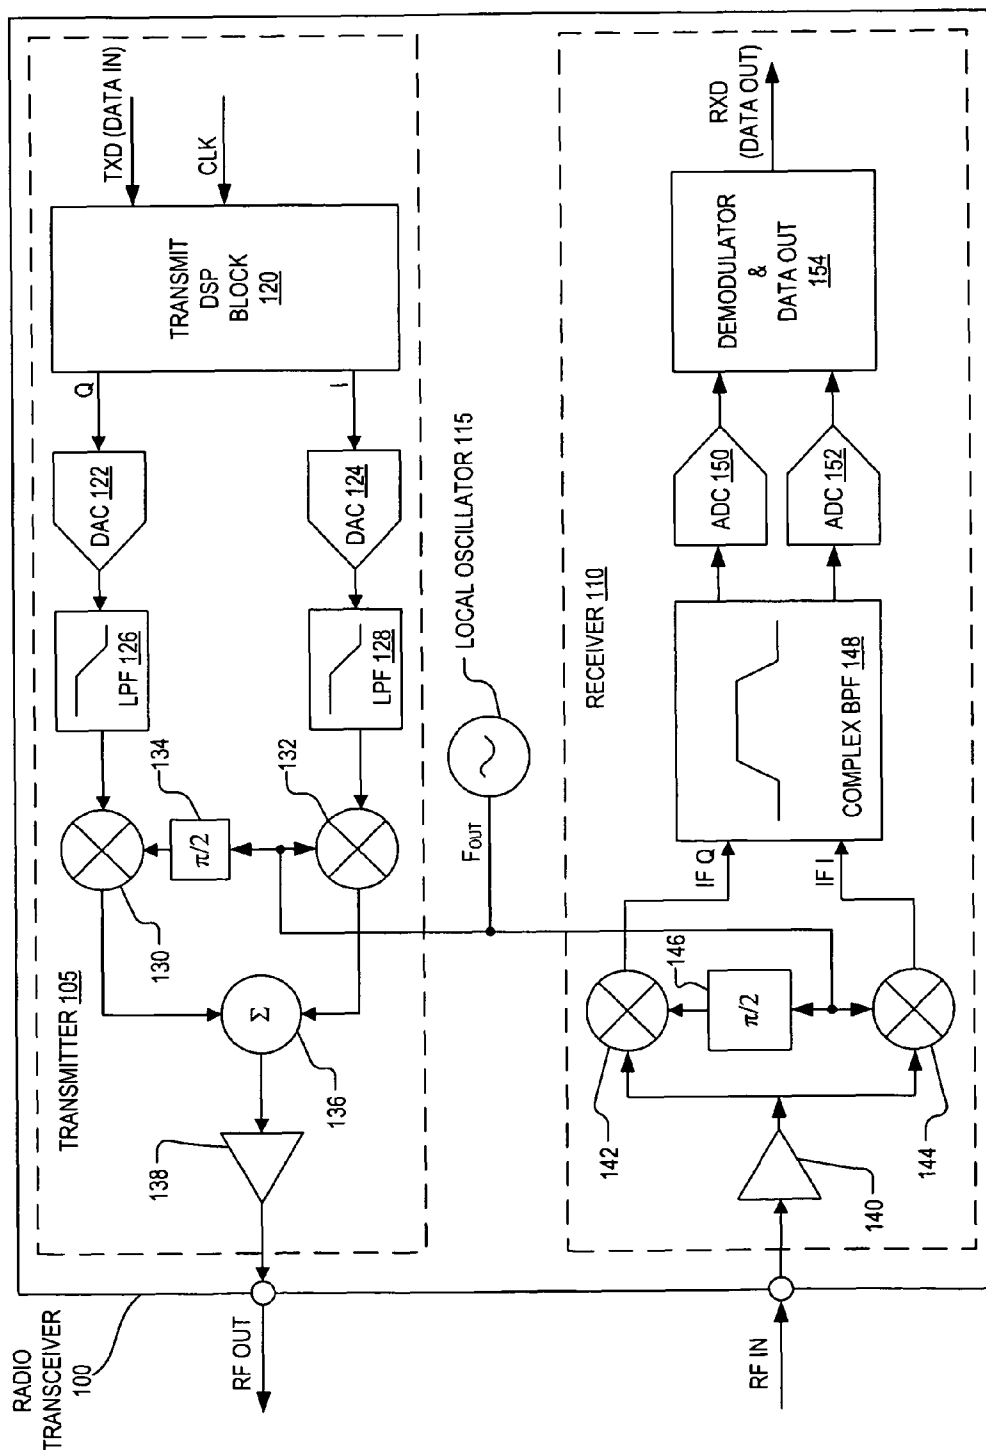 RADIO
TRANSCEIVER
100
TRANSMITTER 105
TXD (DATA IN)
CLK
TRANSMIT
DSP
BLOCK
120
Q
I
DAC 122
DAC 124
LPF 126
LPF 128
130
π/2
134
132
Σ
136
138
RF OUT
LOCAL OSCILLATOR 115
FOUT
RECEIVER 110
RF IN
140
142
144
π/2
146
IF Q
IF I
COMPLEX BPF 148
ADC 150
ADC 152
DEMODULATOR
&
DATA OUT
154
RXD
(DATA OUT)